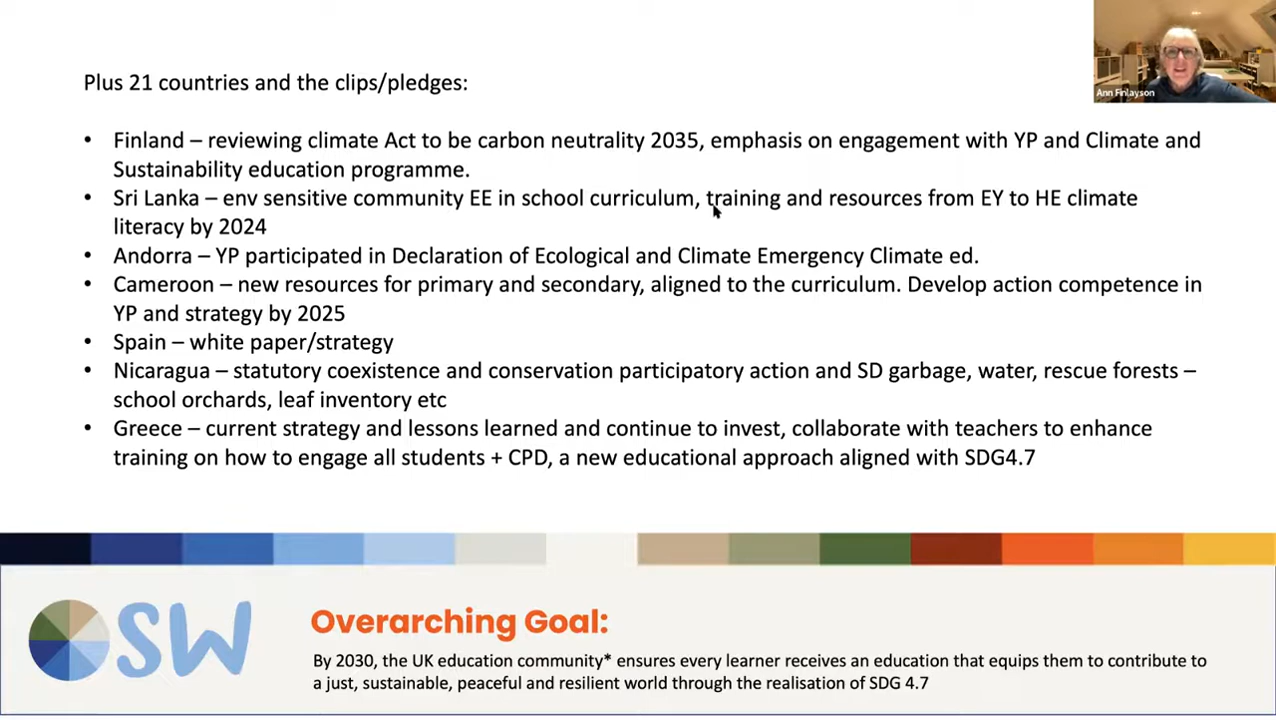 Plus 21 countries and the clips/pledges:
Ann Finlayson
• Finland – reviewing climate Act to be carbon neutrality 2035, emphasis on engagement with YP and Climate and
Sustainability education programme.
• Sri Lanka – env sensitive community EE in school curriculum, training and resources from EY to HE climate
literacy by 2024
• Andorra – YP participated in Declaration of Ecological and Climate Emergency Climate ed.
• Cameroon – new resources for primary and secondary, aligned to the curriculum. Develop action competence in
YP and strategy by 2025
• Spain – white paper/strategy
• Nicaragua – statutory coexistence and conservation participatory action and SD garbage, water, rescue forests –
school orchards, leaf inventory etc
• Greece – current strategy and lessons learned and continue to invest, collaborate with teachers to enhance
training on how to engage all students + CPD, a new educational approach aligned with SDG4.7
SW
Overarching Goal:
By 2030, the UK education community* ensures every learner receives an education that equips them to contribute to
a just, sustainable, peaceful and resilient world through the realisation of SDG 4.7